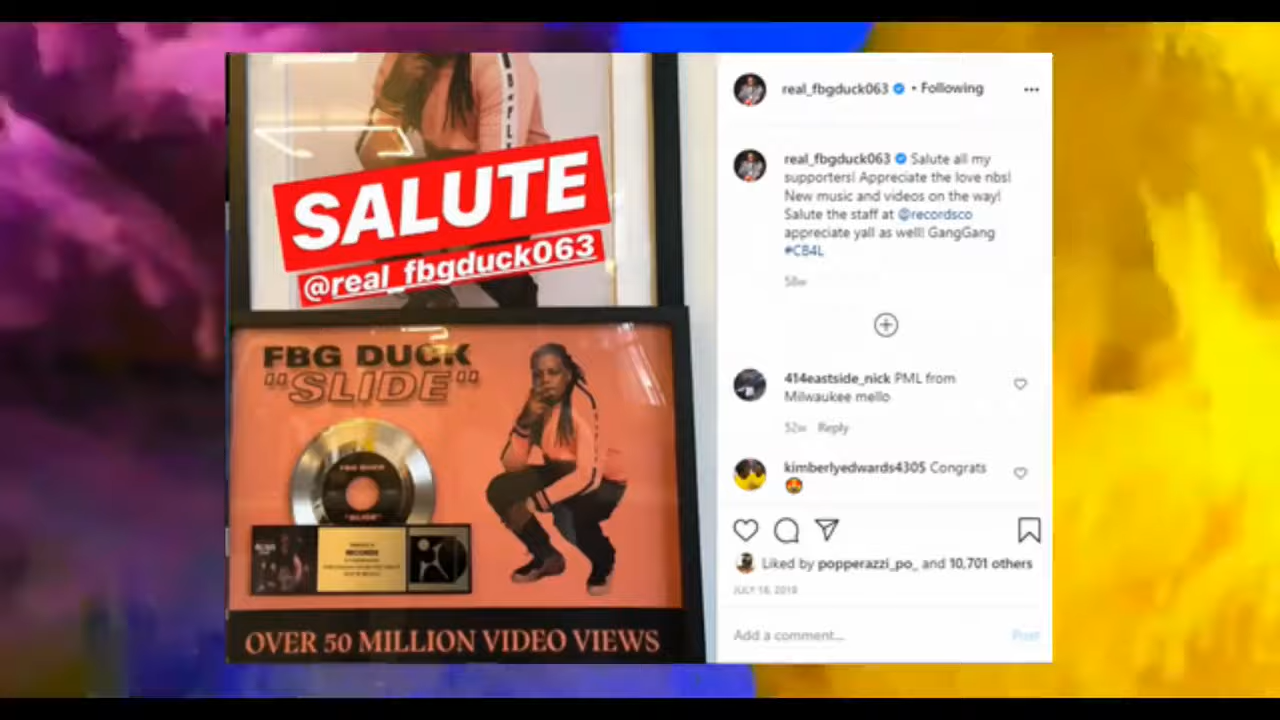 SALUTE
@real_fbgduck063
FBG DUCK
"SLIDE"
FBG DUCK
"SLIDE"
RECORDS
OVER 50 MILLION VIDEO VIEWS
real_fbgduck063 • Following
real_fbgduck063 Salute all my
supporters! Appreciate the love nbs!
New music and videos on the way!
Salute the staff at @recordsco
appreciate yall as well! GangGang
#CB4L
58w
414eastside_nick PML from
Milwaukee mello
52w Reply
kimberlyedwards4305 Congrats
Liked by popperazzi_po_ and 10,701 others
JULY 16, 2019
Add a comment...
Post